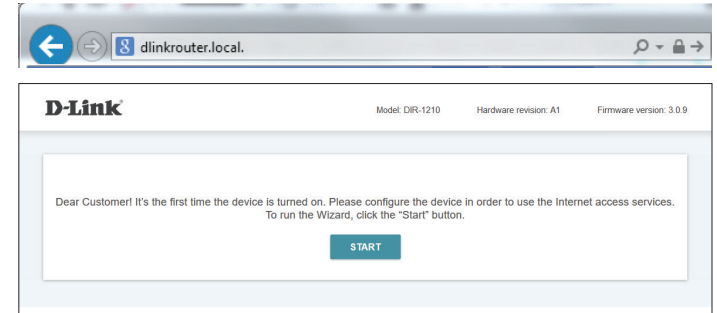 8 dlinkrouter.local.
D-Link
Model: DIR-1210 Hardware revision: A1 Firmware version: 3.0.9
Dear Customer! It's the first time the device is turned on. Please configure the device in order to use the Internet access services.
To run the Wizard, click the “Start” button.
START